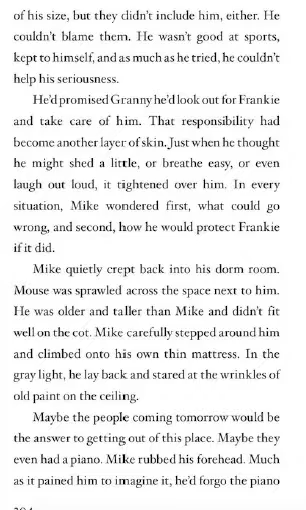 of his size, but they didn't include him, either. He
couldn't blame them. He wasn't good at sports,
kept to himself, and as much as he tried, he couldn't
help his seriousness.
He'd promised Granny he'd look out for Frankie
and take care of him. That responsibility had
become another layer of skin. Just when he thought
he might shed a little, or breathe easy, or even
laugh out loud, it tightened over him. In every
situation, Mike wondered first, what could go
wrong, and second, how he would protect Frankie
if it did.
Mike quietly crept back into his dorm room.
Mouse was sprawled across the space next to him.
He was older and taller than Mike and didn't fit
well on the cot. Mike carefully stepped around him
and climbed onto his own thin mattress. In the
gray light, he lay back and stared at the wrinkles of
old paint on the ceiling.
Maybe the people coming tomorrow would be
the answer to getting out of this place. Maybe they
even had a piano. Mike rubbed his forehead. Much
as it pained him to imagine it, he'd forgo the piano